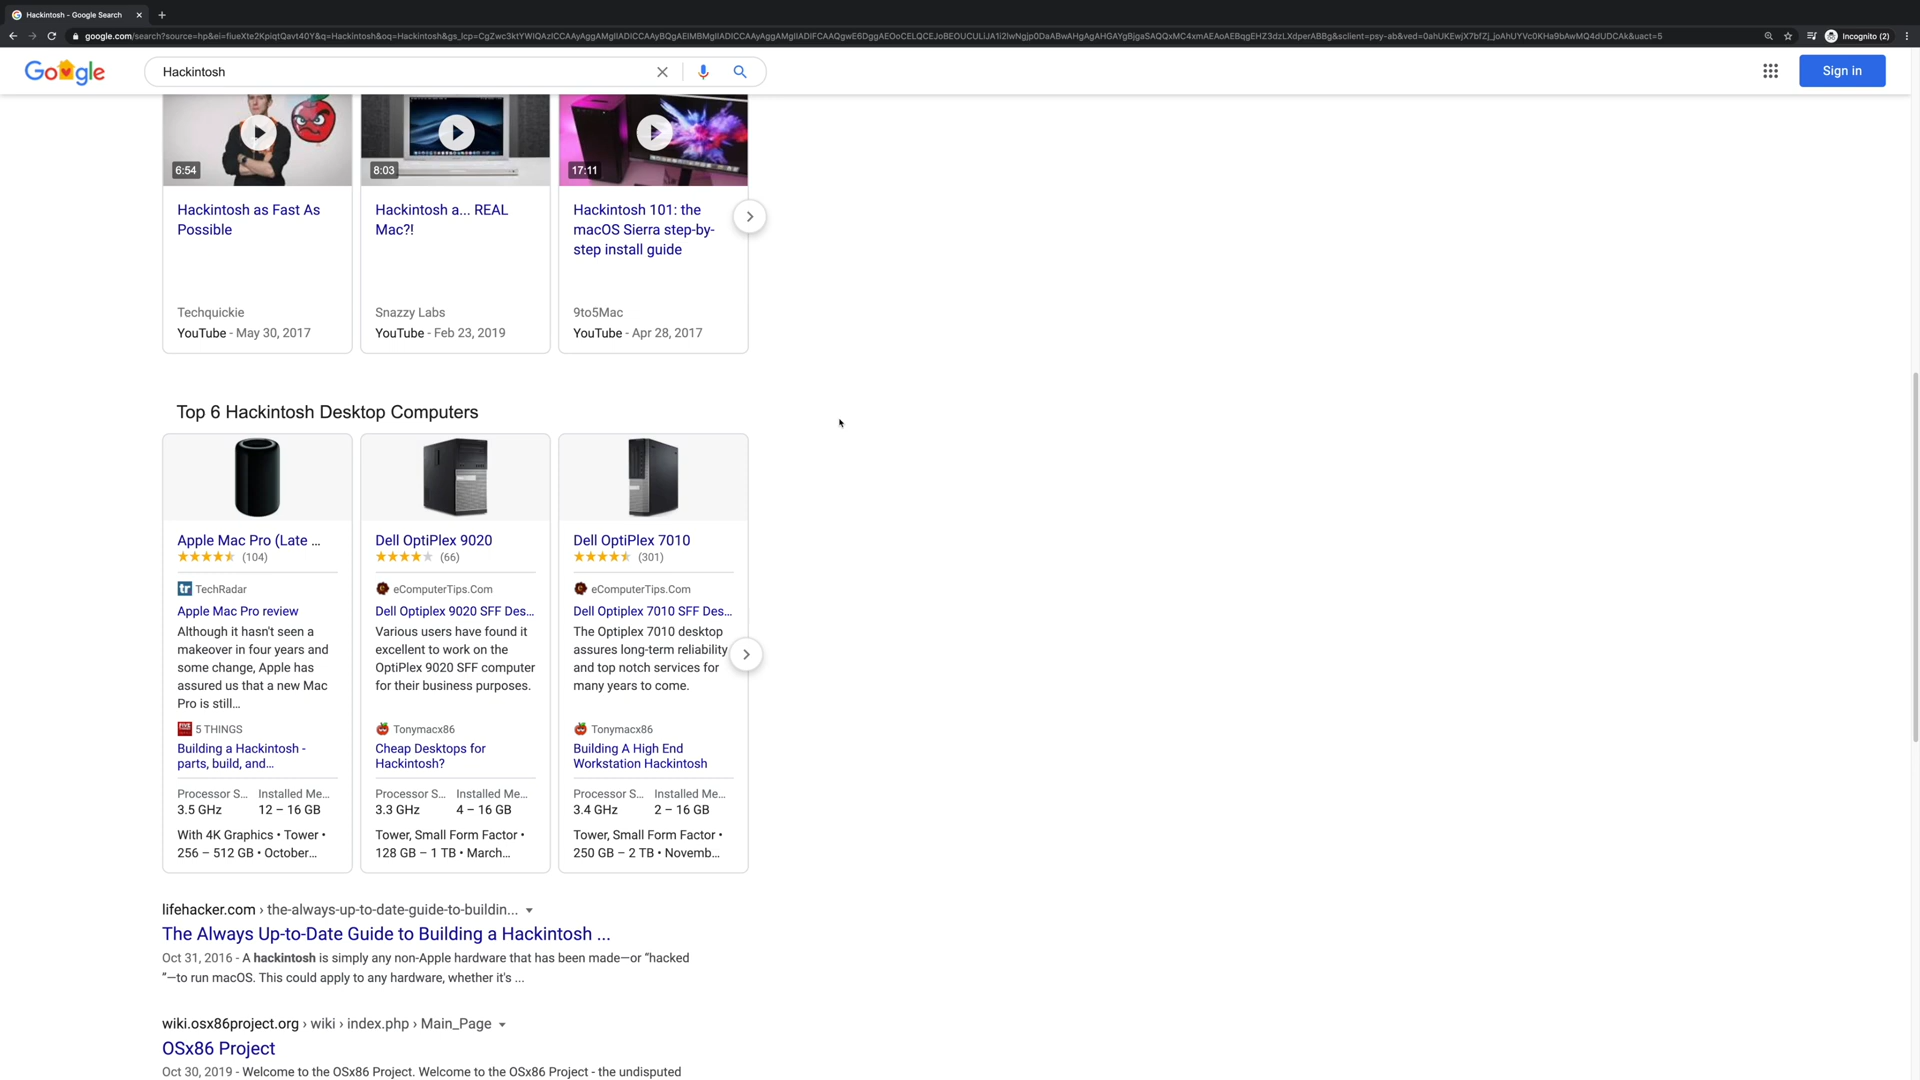 Hackintosh - Google Search
Incognito (2)
Google
Hackintosh
Sign in
6:54
8:03
17:11
Hackintosh as Fast As
Possible
Hackintosh a... REAL
Mac?!
Hackintosh 101: the
macOS Sierra step-by-
step install guide
Techquickie
YouTube - May 30, 2017
Snazzy Labs
YouTube - Feb 23, 2019
9to5Mac
YouTube - Apr 28, 2017
Top 6 Hackintosh Desktop Computers
Apple Mac Pro (Late ...
(104)
tr TechRadar
Apple Mac Pro review
Although it hasn't seen a
makeover in four years and
some change, Apple has
assured us that a new Mac
Pro is still...
5 THINGS
Building a Hackintosh -
parts, build, and...
Processor S... Installed Me...
3.5 GHz 12 – 16 GB
With 4K Graphics • Tower •
256 – 512 GB • October...
Dell OptiPlex 9020
(66)
eComputerTips.Com
Dell Optiplex 9020 SFF Des...
Various users have found it
excellent to work on the
OptiPlex 9020 SFF computer
for their business purposes.
Tonymacx86
Cheap Desktops for
Hackintosh?
Processor S... Installed Me...
3.3 GHz 4 – 16 GB
Tower, Small Form Factor •
128 GB – 1 TB • March...
Dell OptiPlex 7010
(301)
eComputerTips.Com
Dell Optiplex 7010 SFF Des...
The Optiplex 7010 desktop
assures long-term reliability
and top notch services for
many years to come.
Tonymacx86
Building A High End
Workstation Hackintosh
Processor S... Installed Me...
3.4 GHz 2 – 16 GB
Tower, Small Form Factor •
250 GB – 2 TB • Novemb...
lifehacker.com › the-always-up-to-date-guide-to-buildin...
The Always Up-to-Date Guide to Building a Hackintosh ...
Oct 31, 2016 - A hackintosh is simply any non-Apple hardware that has been made—or “hacked
”—to run macOS. This could apply to any hardware, whether it's ...
wiki.osx86project.org › wiki › index.php › Main_Page
OSx86 Project
Oct 30, 2019 - Welcome to the OSx86 Project. Welcome to the OSx86 Project - the undisputed